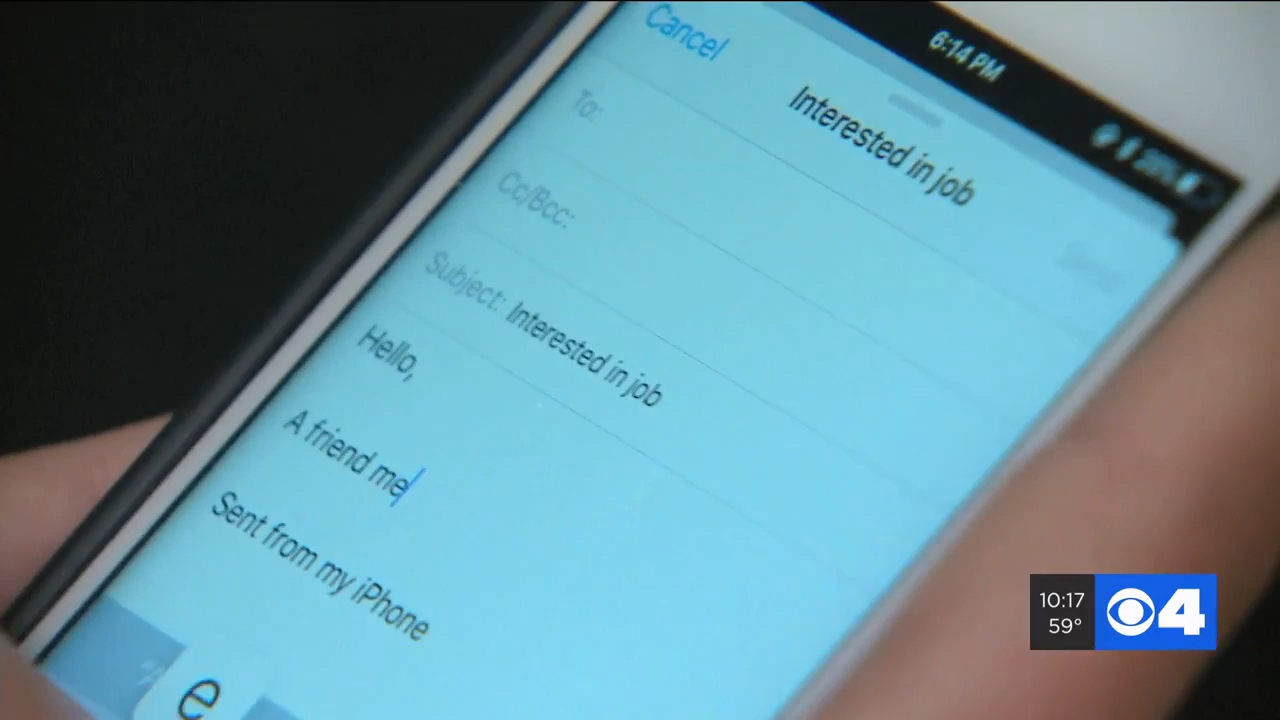 6:14 PM
Cancel
Interested in job
To:
Cc/Bcc:
Subject: Interested in job
Hello,
A friend me
Sent from my iPhone
e
10:17
59°
4